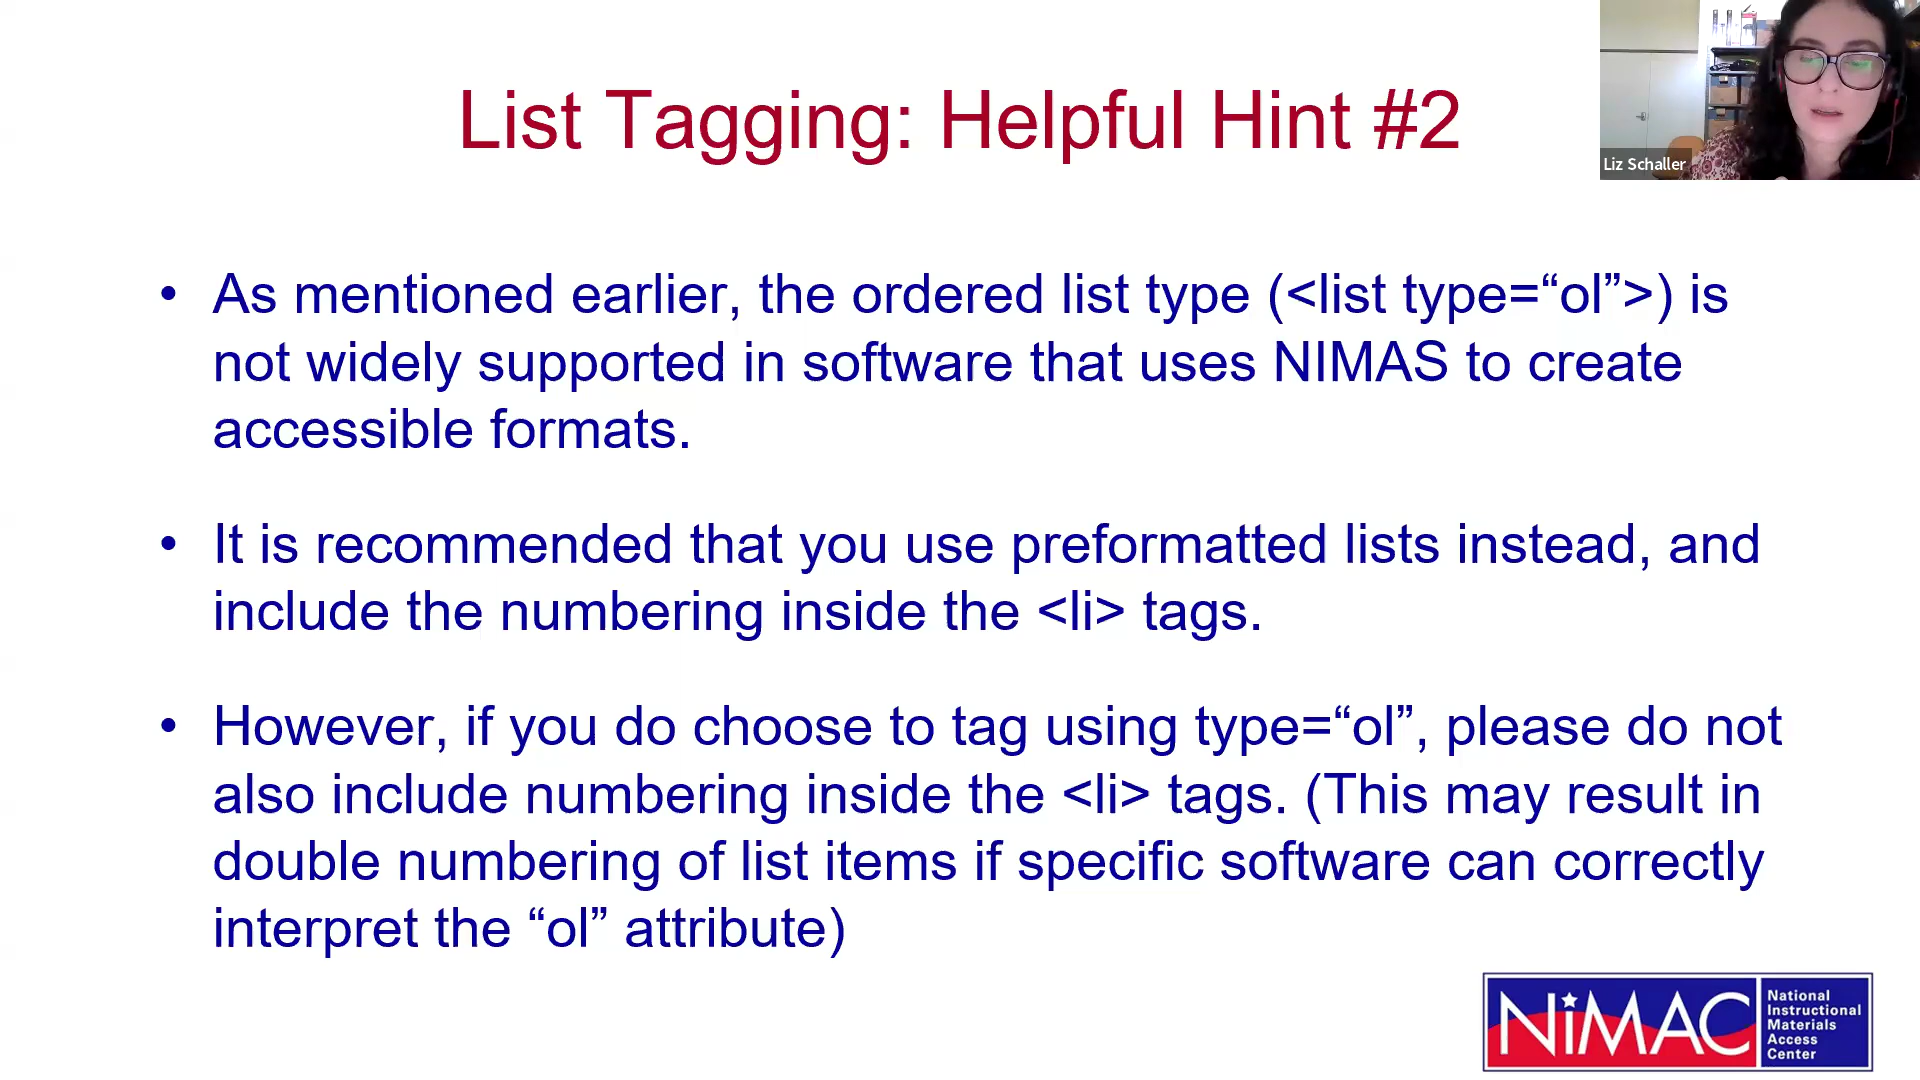 List Tagging: Helpful Hint #2
Liz Schaller
• As mentioned earlier, the ordered list type (<list type=“ol”>) is
not widely supported in software that uses NIMAS to create
accessible formats.
• It is recommended that you use preformatted lists instead, and
include the numbering inside the <li> tags.
• However, if you do choose to tag using type=“ol”, please do not
also include numbering inside the <li> tags. (This may result in
double numbering of list items if specific software can correctly
interpret the “ol” attribute)
NiMAC
National
Instructional
Materials
Access
Center